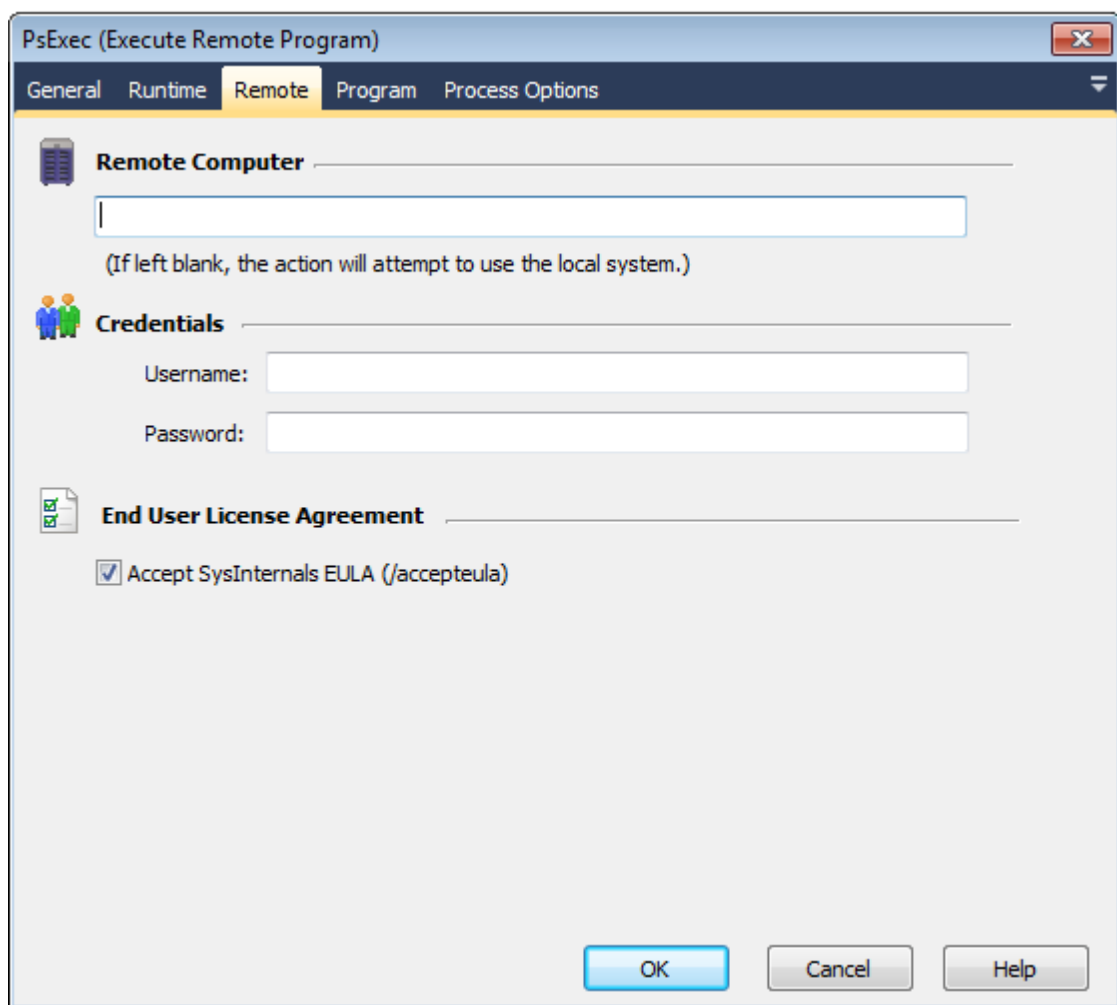 PsExec (Execute Remote Program)
General Runtime Remote Program Process Options
Remote Computer
(If left blank, the action will attempt to use the local system.)
Credentials
Username:
Password:
End User License Agreement
Accept SysInternals EULA (/accepteula)
OK Cancel Help